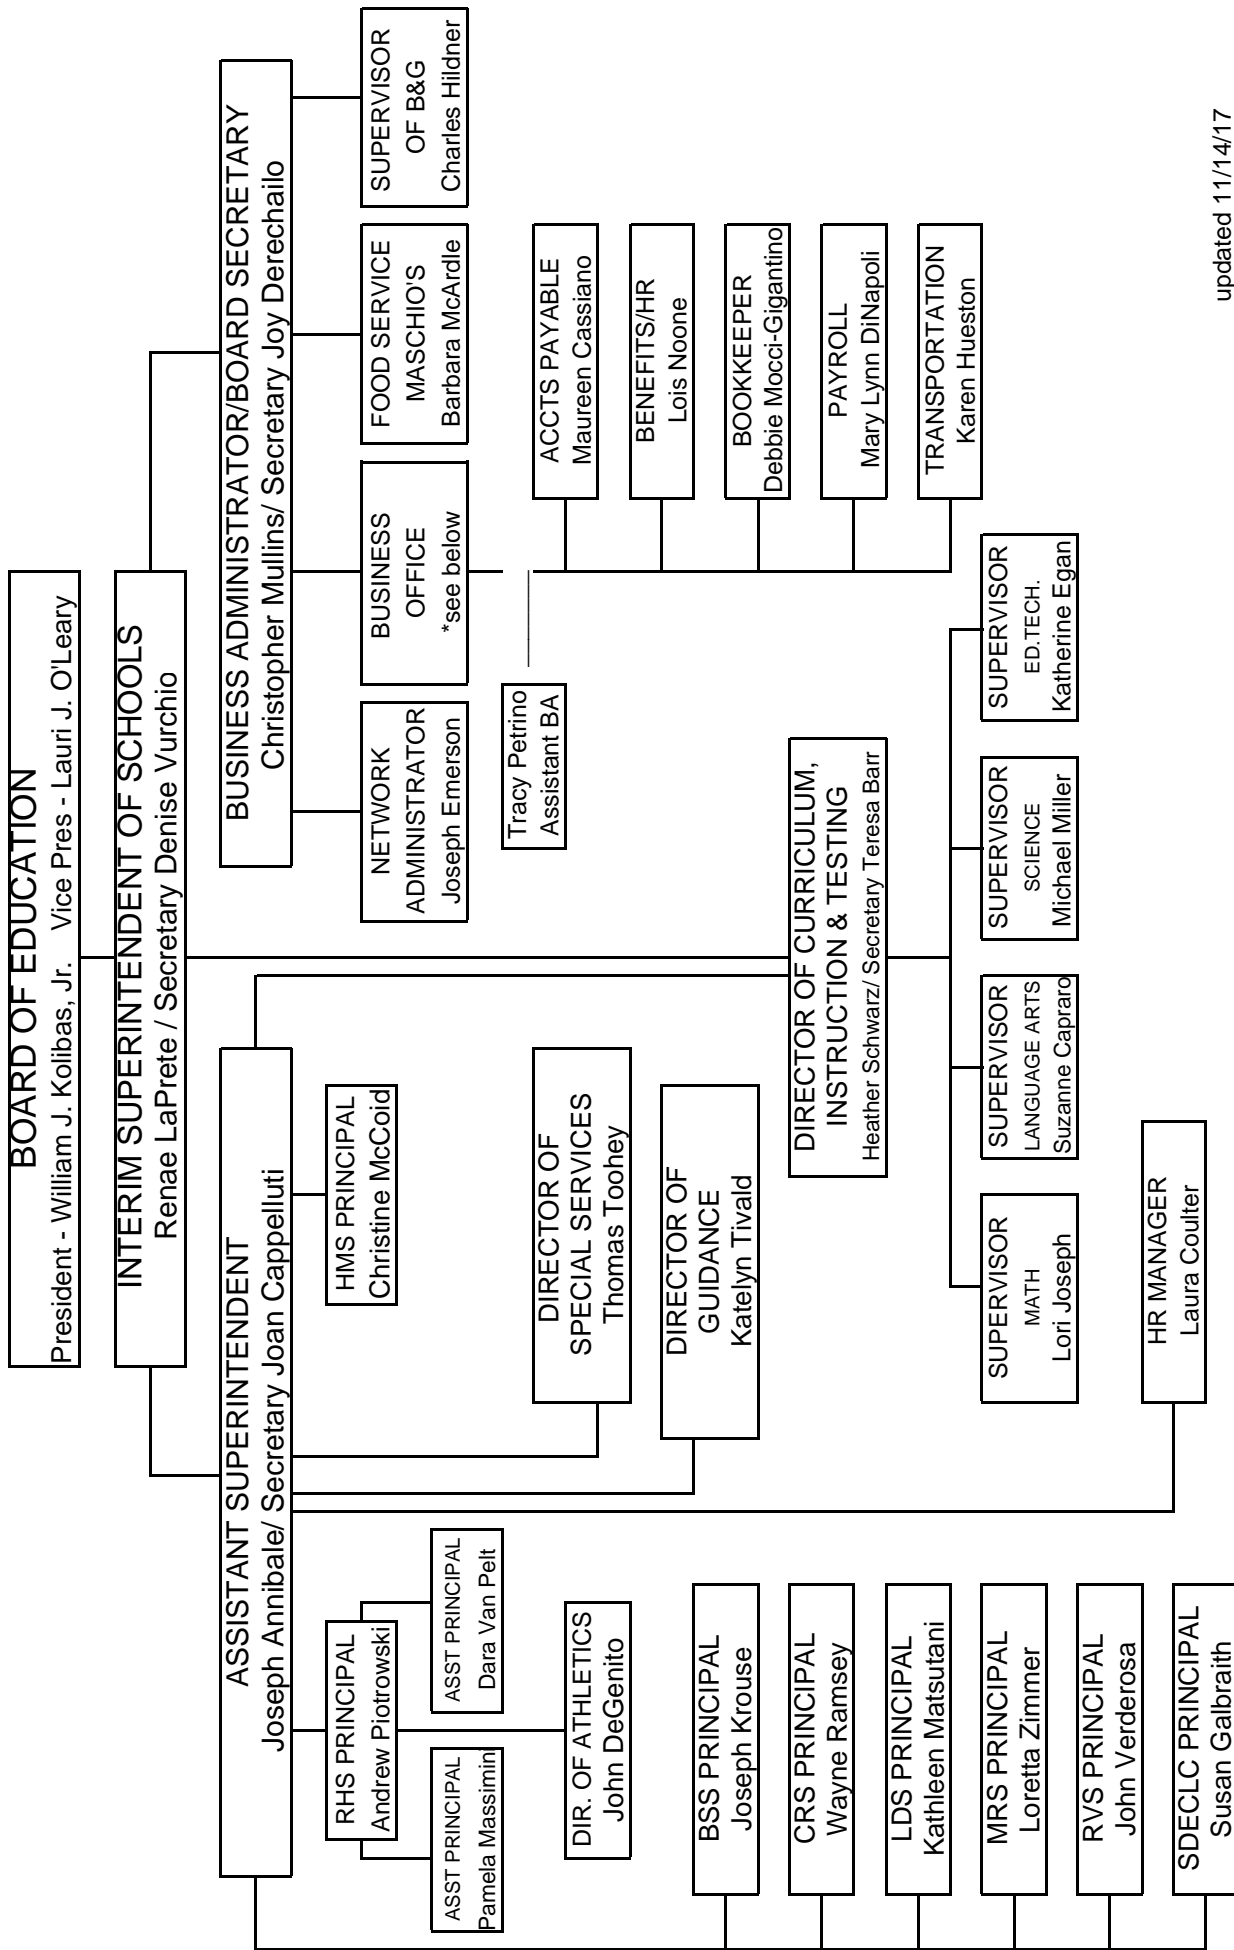 BOARD OF EDUCATION
President - William J. Kolibas, Jr.    Vice Pres - Lauri J. O'Leary
INTERIM SUPERINTENDENT OF SCHOOLS
Renae LaPrete / Secretary Denise Vurchio
ASSISTANT SUPERINTENDENT
Joseph Annibale/ Secretary Joan Cappelluti
BUSINESS ADMINISTRATOR/BOARD SECRETARY
Christopher Mullins/ Secretary Joy Derechailo
RHS PRINCIPAL
Andrew Piotrowski
HMS PRINCIPAL
Christine McCoid
NETWORK
ADMINISTRATOR
Joseph Emerson
BUSINESS
OFFICE
*see below
FOOD SERVICE
MASCHIO'S
Barbara McArdle
SUPERVISOR
OF B&G
Charles Hildner
ASST PRINCIPAL
Pamela Massimini
ASST PRINCIPAL
Dara Van Pelt
DIR. OF ATHLETICS
John DeGenito
DIRECTOR OF
SPECIAL SERVICES
Thomas Toohey
DIRECTOR OF
GUIDANCE
Katelyn Tivald
Tracy Petrino
Assistant BA
ACCTS PAYABLE
Maureen Cassiano
BENEFITS/HR
Lois Noone
BOOKKEEPER
Debbie Mocci-Gigantino
PAYROLL
Mary Lynn DiNapoli
TRANSPORTATION
Karen Hueston
DIRECTOR OF CURRICULUM,
INSTRUCTION & TESTING
Heather Schwarz/ Secretary Teresa Barr
BSS PRINCIPAL
Joseph Krouse
CRS PRINCIPAL
Wayne Ramsey
LDS PRINCIPAL
Kathleen Matsutani
MRS PRINCIPAL
Loretta Zimmer
RVS PRINCIPAL
John Verderosa
SDECLC PRINCIPAL
Susan Galbraith
SUPERVISOR
MATH
Lori Joseph
SUPERVISOR
LANGUAGE ARTS
Suzanne Capraro
SUPERVISOR
SCIENCE
Michael Miller
SUPERVISOR
ED.TECH.
Katherine Egan
HR MANAGER
Laura Coulter
updated 11/14/17